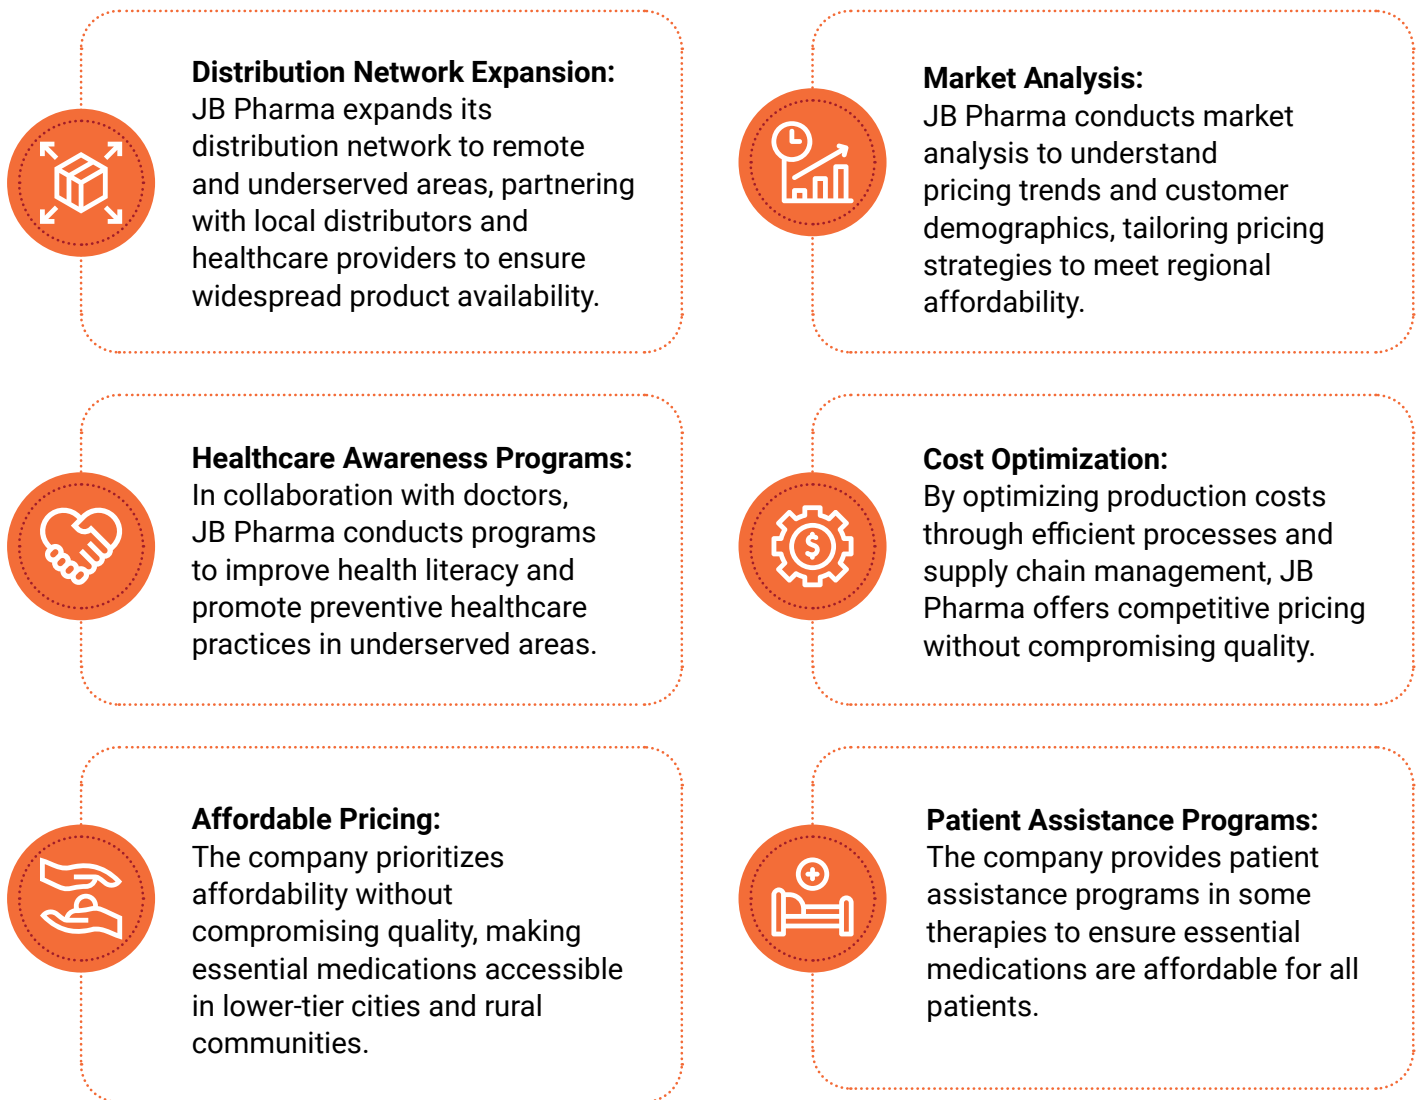 Distribution Network Expansion:
JB Pharma expands its
distribution network to remote
and underserved areas, partnering
with local distributors and
healthcare providers to ensure
widespread product availability.
Market Analysis:
JB Pharma conducts market
analysis to understand
pricing trends and customer
demographics, tailoring pricing
strategies to meet regional
affordability.
Healthcare Awareness Programs:
In collaboration with doctors,
JB Pharma conducts programs
to improve health literacy and
promote preventive healthcare
practices in underserved areas.
Cost Optimization:
By optimizing production costs
through efficient processes and
supply chain management, JB
Pharma offers competitive pricing
without compromising quality.
Affordable Pricing:
The company prioritizes
affordability without
compromising quality, making
essential medications accessible
in lower-tier cities and rural
communities.
Patient Assistance Programs:
The company provides patient
assistance programs in some
therapies to ensure essential
medications are affordable for all
patients.